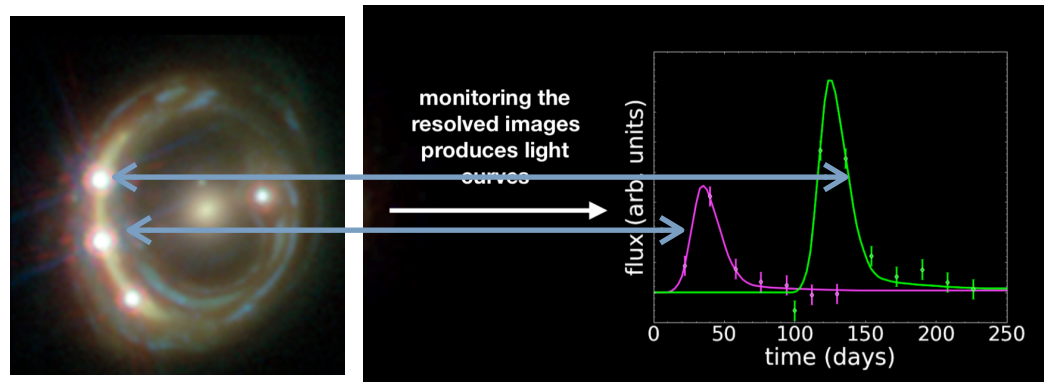 monitoring the
resolved images
produces light
curves
flux (arb. units)
0 50 100 150 200 250
time (days)